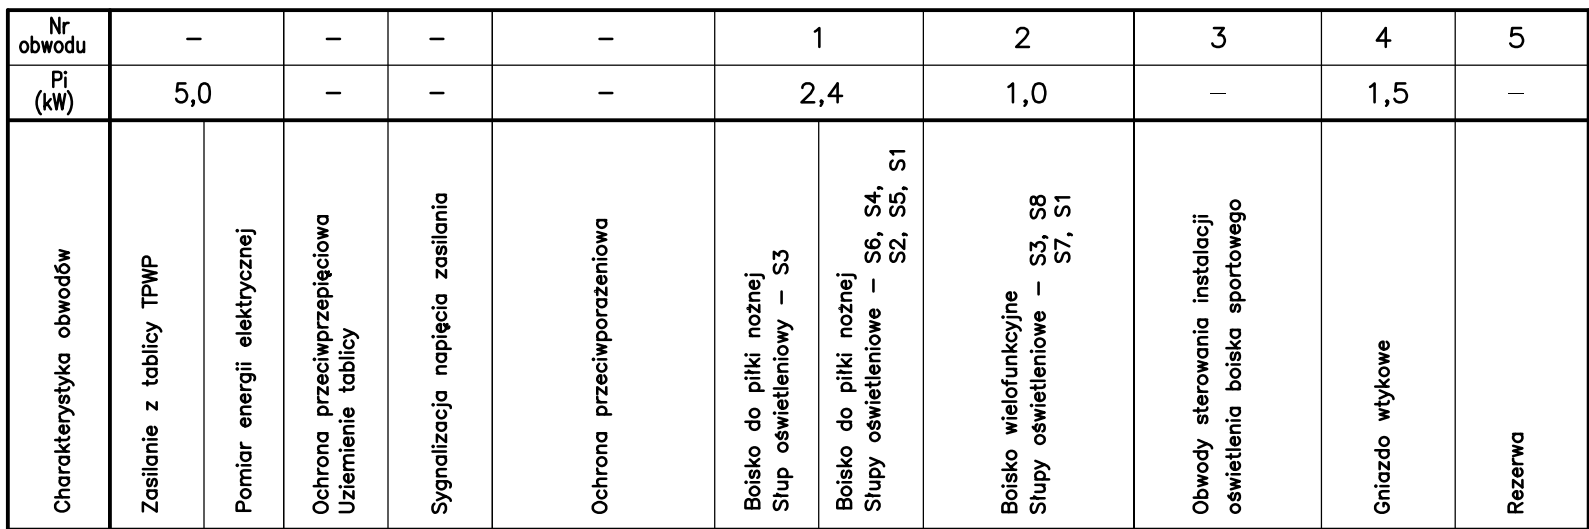 Nr
obwodu
–
–
–
–
1
2
3
4
5
Pi
(kW)
5,0
–
–
–
2,4
1,0
–
1,5
–
Charakterystyka obwodów
Zasilanie z tablicy TPWP
Pomiar energii elektrycznej
Ochrona przeciwprzepięciowa
Uziemienie tablicy
Sygnalizacja napięcia zasilania
Ochrona przeciwporażeniowa
Boisko do piłki nożnej
Słup oświetleniowy – S3
Boisko do piłki nożnej
Słupy oświetleniowe – S6, S4,
S2, S5, S1
Boisko wielofunkcyjne
Słupy oświetleniowe – S3, S8
S7, S1
Obwody sterowania instalacji
oświetlenia boiska sportowego
Gniazdo wtykowe
Rezerwa